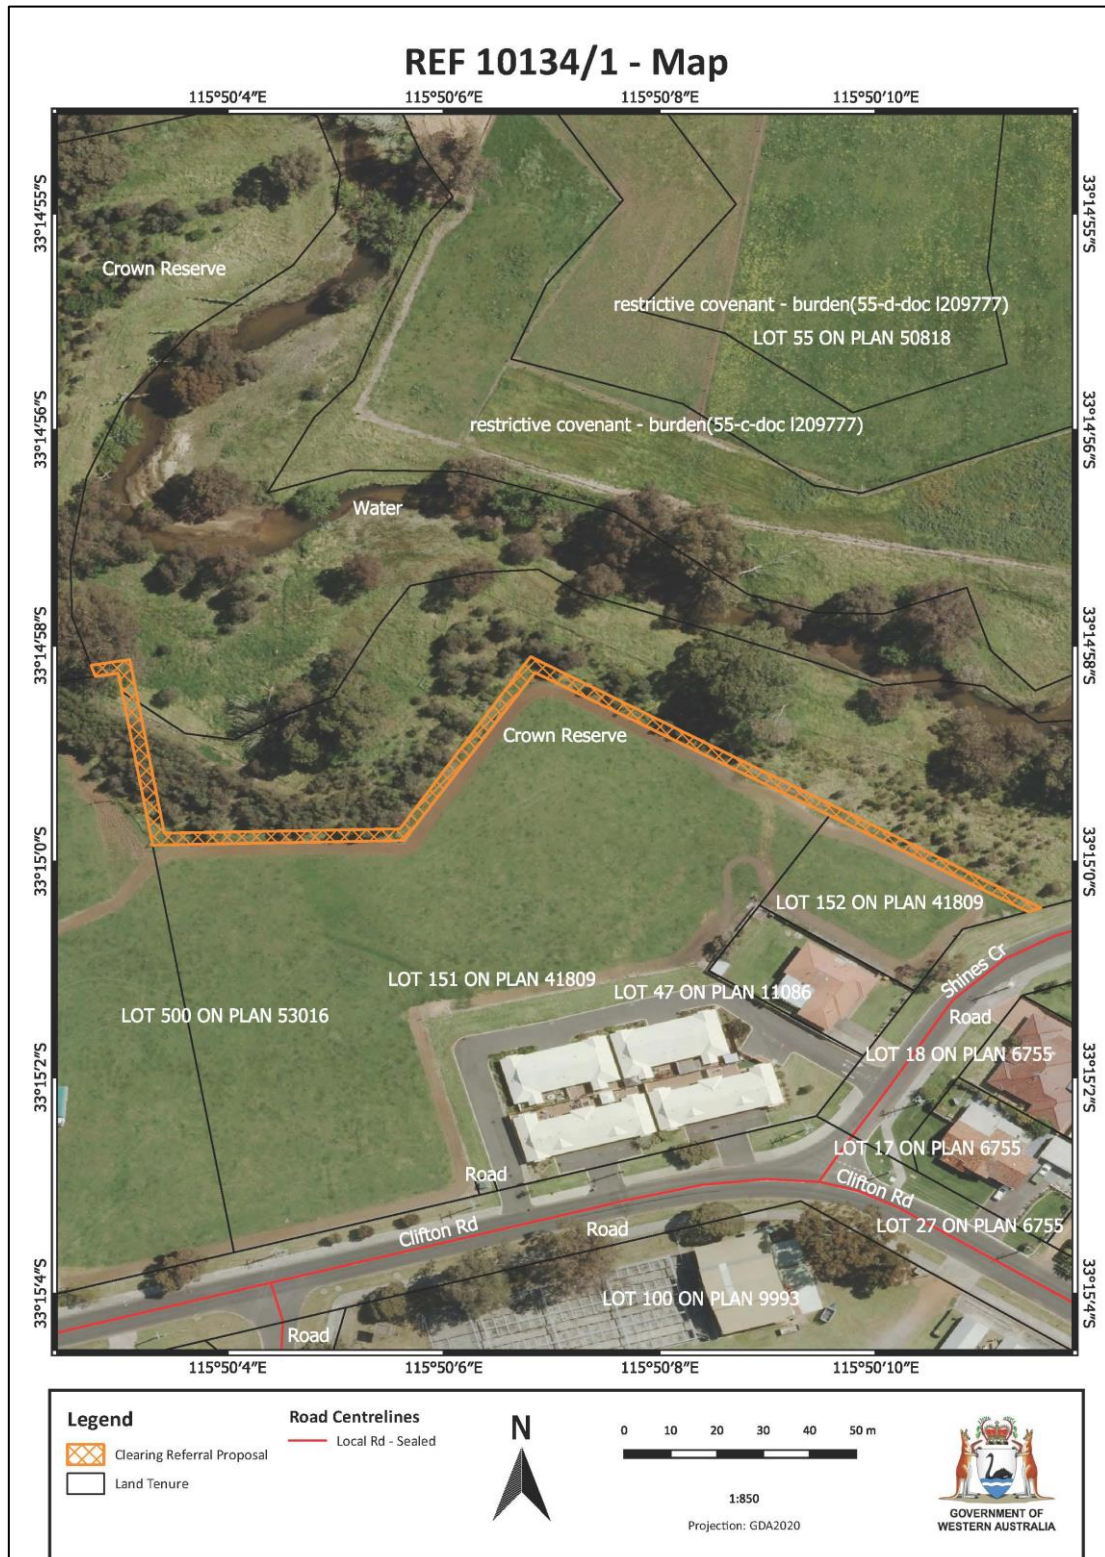 REF 10134/1 - Map
115°50′4″E
115°50′6″E
115°50′8″E
115°50′10″E
33°14′55″S
33°14′55″S
Crown Reserve
restrictive covenant - burden(55-d-doc l209777)
LOT 55 ON PLAN 50818
33°14′56″S
33°14′56″S
restrictive covenant - burden(55-c-doc l209777)
Water
33°14′58″S
33°14′58″S
Crown Reserve
33°15′0″S
33°15′0″S
LOT 152 ON PLAN 41809
Shines Cr
LOT 151 ON PLAN 41809
LOT 47 ON PLAN 11086
LOT 500 ON PLAN 53016
Road
LOT 18 ON PLAN 6755
33°15′2″S
33°15′2″S
LOT 17 ON PLAN 6755
Road
Clifton Rd
Clifton Rd
Road
LOT 27 ON PLAN 6755
33°15′4″S
33°15′4″S
LOT 100 ON PLAN 9993
Road
115°50′4″E
115°50′6″E
115°50′8″E
115°50′10″E
Legend
Clearing Referral Proposal
Land Tenure
Road Centrelines
Local Rd - Sealed
N
0 10 20 30 40 50 m
1:850
Projection: GDA2020
GOVERNMENT OF
WESTERN AUSTRALIA